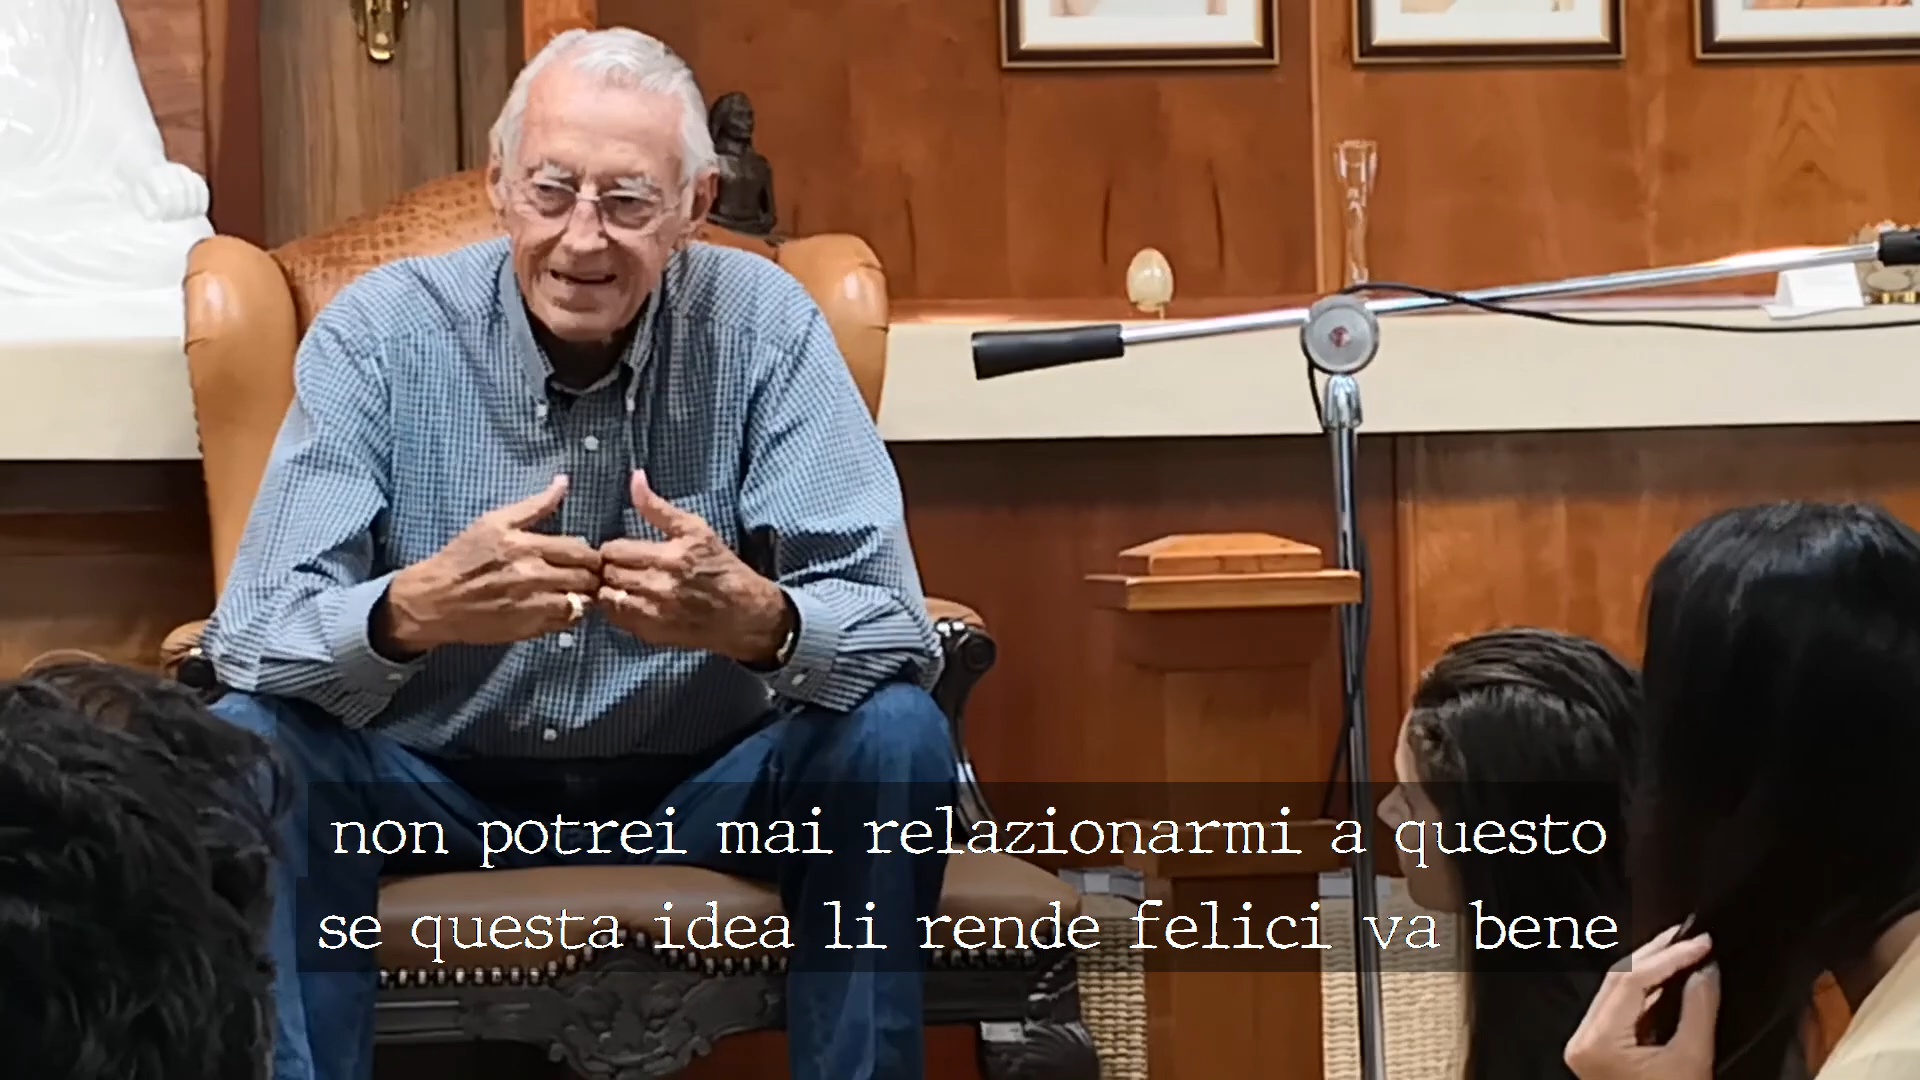 non potrei mai relazionarmi a questo
se questa idea li rende felici va bene